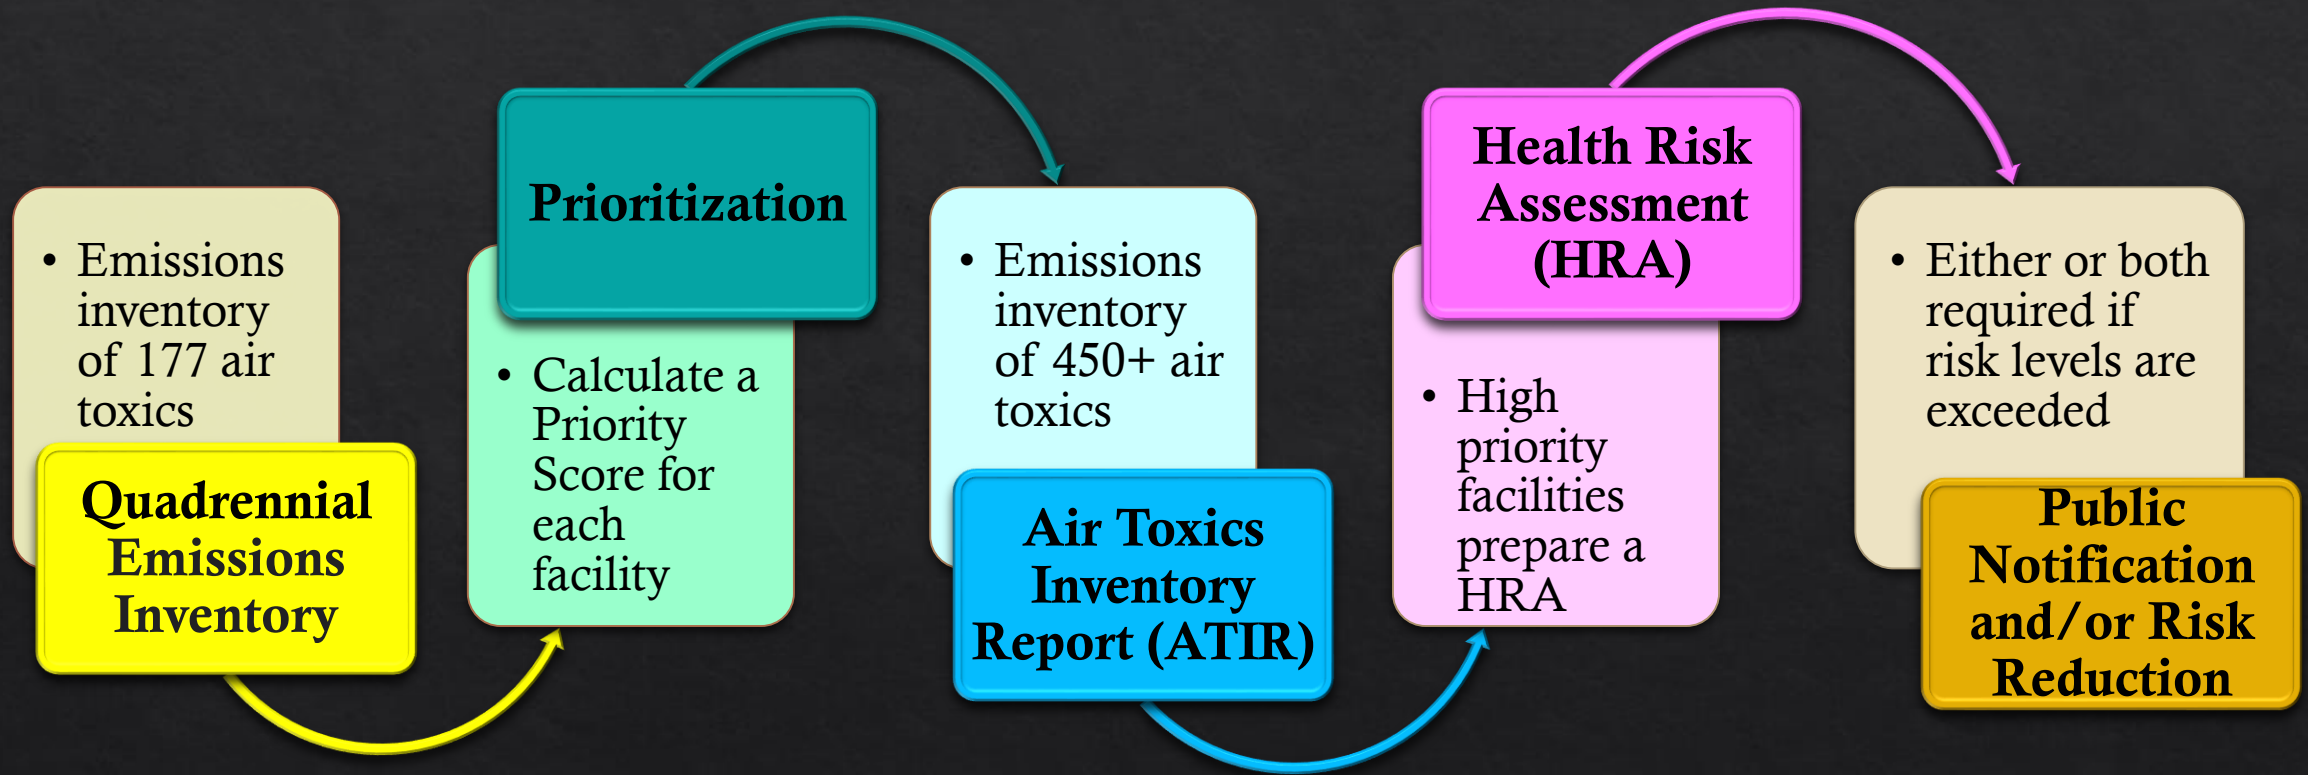 • Emissions
inventory
of 177 air
toxics
Quadrennial
Emissions
Inventory
Prioritization
• Calculate a
Priority
Score for
each
facility
• Emissions
inventory
of 450+ air
toxics
Air Toxics
Inventory
Report (ATIR)
Health Risk
Assessment
(HRA)
• High
priority
facilities
prepare a
HRA
• Either or both
required if
risk levels are
exceeded
Public
Notification
and/or Risk
Reduction